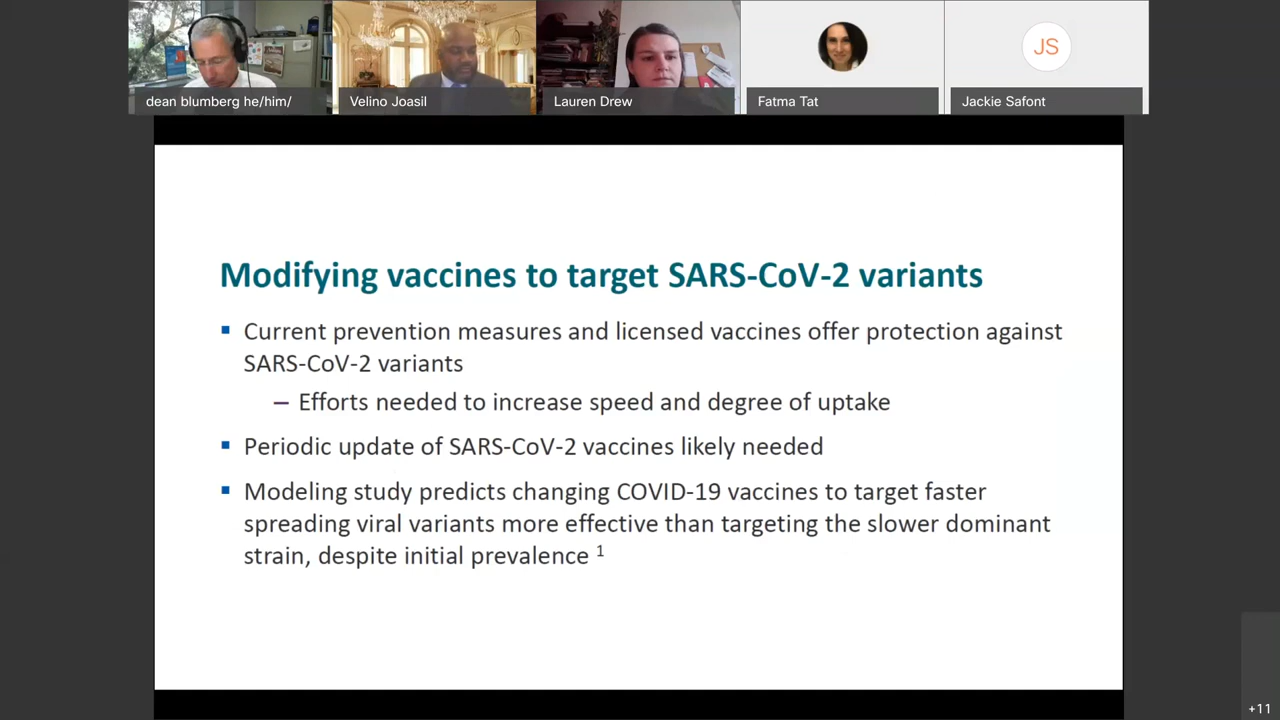 dean blumberg he/him/
Velino Joasil
Lauren Drew
Fatma Tat
JS
Jackie Safont
Modifying vaccines to target SARS-CoV-2 variants
▪ Current prevention measures and licensed vaccines offer protection against
SARS-CoV-2 variants
– Efforts needed to increase speed and degree of uptake
▪ Periodic update of SARS-CoV-2 vaccines likely needed
▪ Modeling study predicts changing COVID-19 vaccines to target faster
spreading viral variants more effective than targeting the slower dominant
strain, despite initial prevalence 1
+11